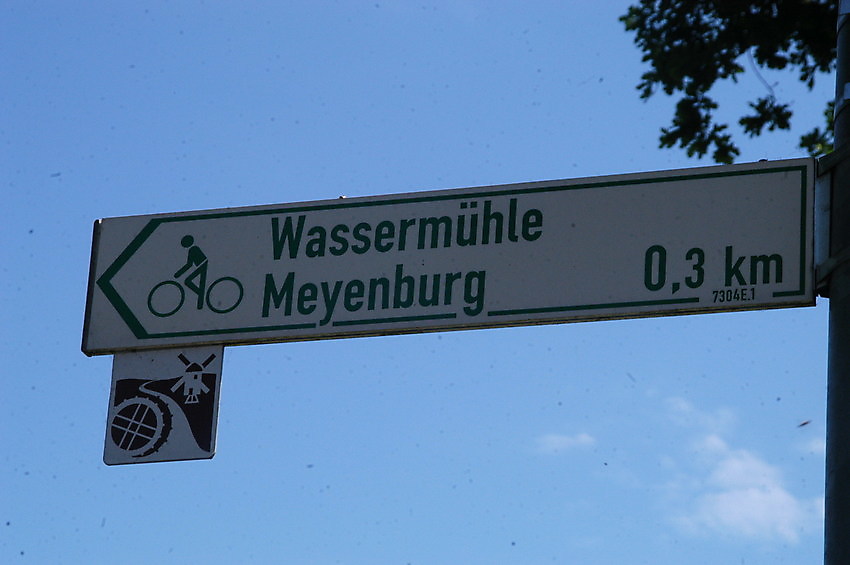 Wassermühle
Meyenburg 0,3 km
7304E.1